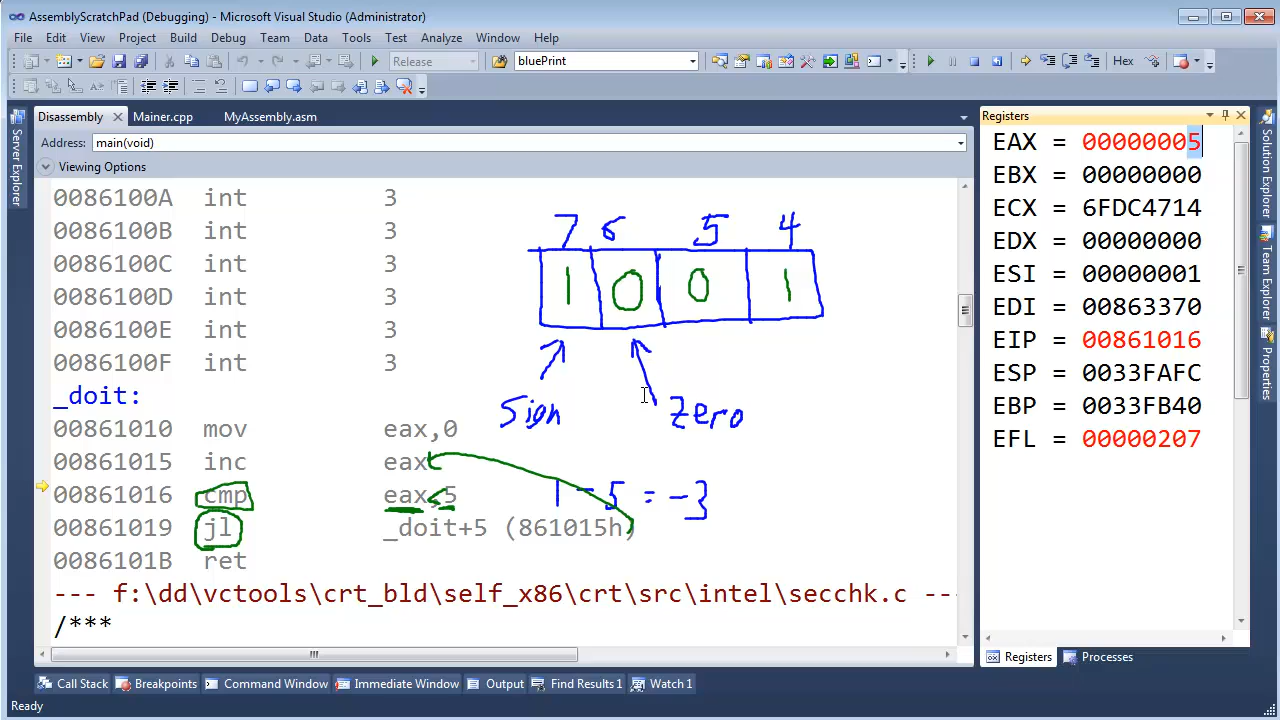 AssemblyScratchPad (Debugging) - Microsoft Visual Studio (Administrator)
File Edit View Project Build Debug Team Data Tools Test Analyze Window Help
Release bluePrint Hex
Disassembly Mainer.cpp MyAssembly.asm
Registers
Address: main(void)
Viewing Options
Server Explorer
Solution Explorer
Team Explorer
Properties
0086100A int 3
0086100B int 3
0086100C int 3
0086100D int 3
0086100E int 3
0086100F int 3
_doit:
00861010 mov eax,0
00861015 inc eax
00861016 cmp eax,5
00861019 jl _doit+5 (861015h)
0086101B ret
--- f:\dd\vctools\crt_bld\self_x86\crt\src\intel\secchk.c ---
/***
7 6 5 4
1 0 0 1
Sign Zero
1 - 5 = -3
<
EAX = 00000005
EBX = 00000000
ECX = 6FDC4714
EDX = 00000000
ESI = 00000001
EDI = 00863370
EIP = 00861016
ESP = 0033FAFC
EBP = 0033FB40
EFL = 00000207
Registers Processes
Call Stack Breakpoints Command Window Immediate Window Output Find Results 1 Watch 1
Ready